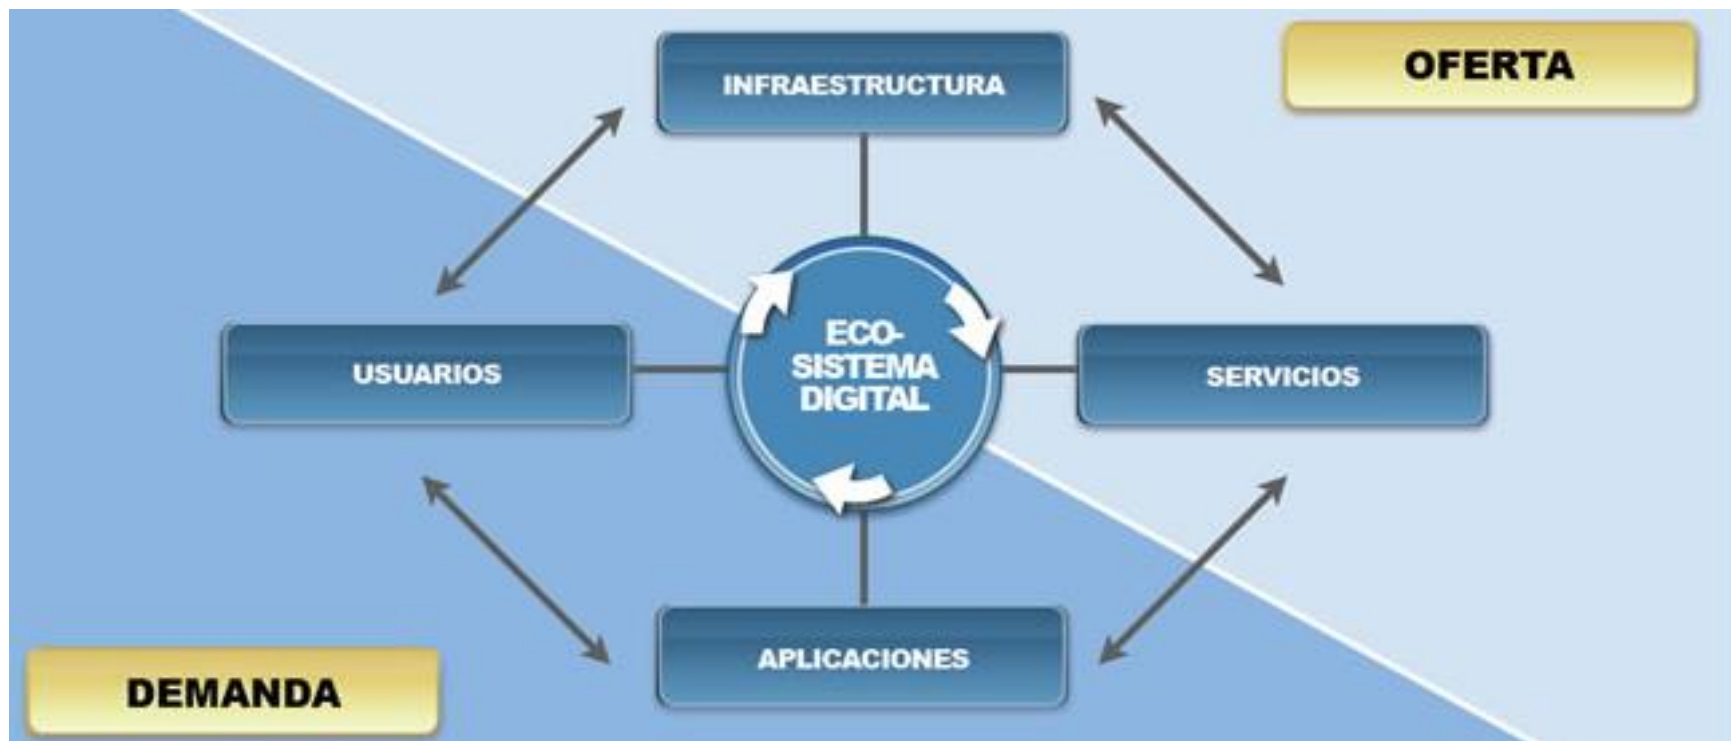 INFRAESTRUCTURA
OFERTA
USUARIOS
ECO-
SISTEMA
DIGITAL
SERVICIOS
APLICACIONES
DEMANDA